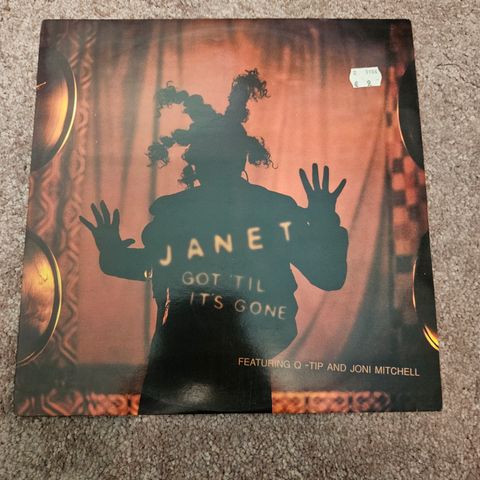 JANET
GOT 'TIL
IT'S GONE
FEATURING Q -TIP AND JONI MITCHELL